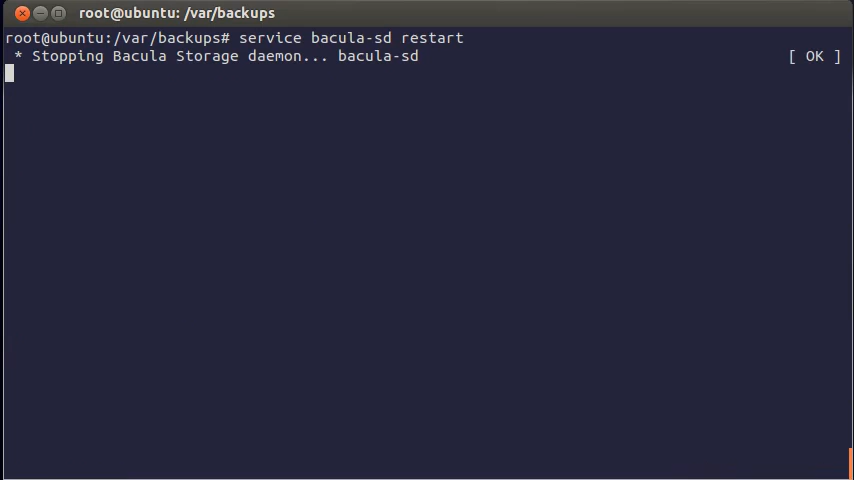 root@ubuntu: /var/backups
root@ubuntu:/var/backups# service bacula-sd restart
 * Stopping Bacula Storage daemon... bacula-sd [ OK ]